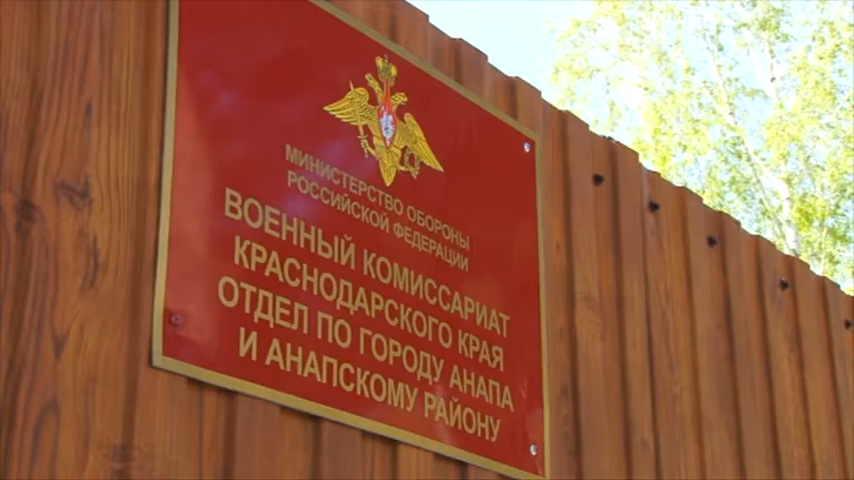 МИНИСТЕРСТВО ОБОРОНЫ
РОССИЙСКОЙ ФЕДЕРАЦИИ
ВОЕННЫЙ КОМИССАРИАТ
КРАСНОДАРСКОГО КРАЯ
ОТДЕЛ ПО ГОРОДУ АНАПА
И АНАПСКОМУ РАЙОНУ